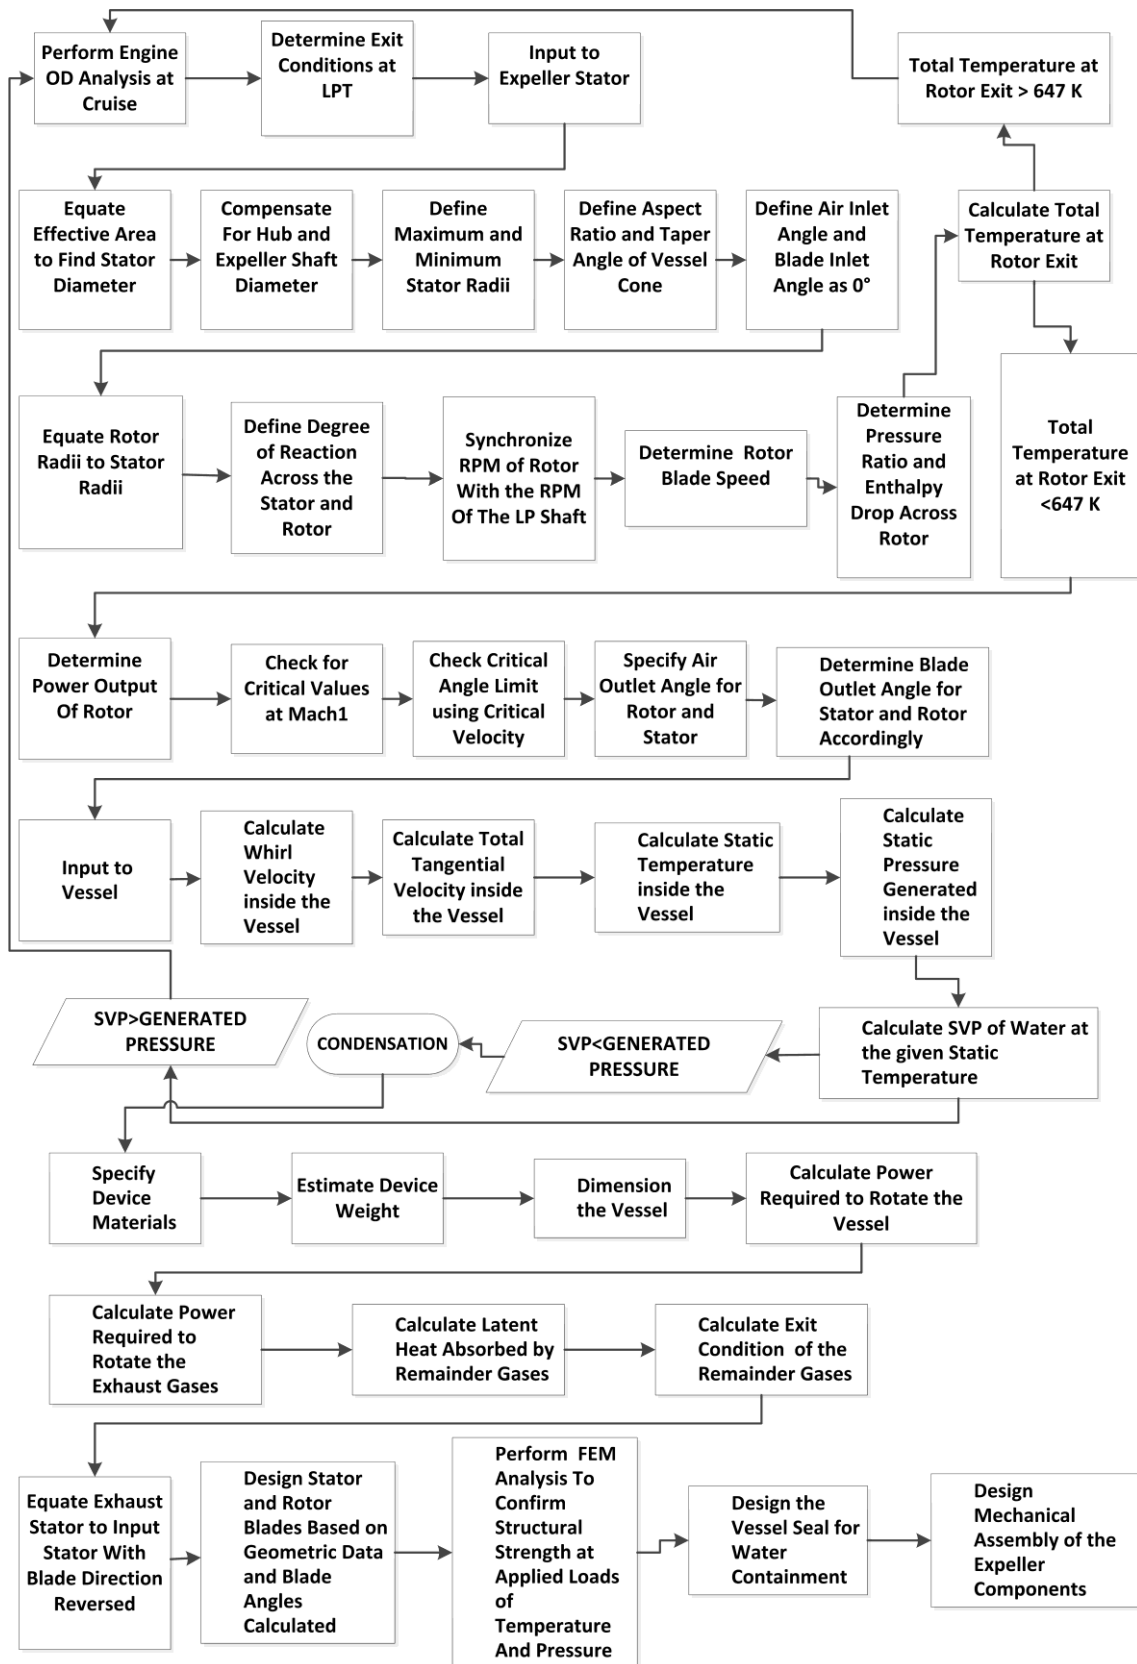 Perform Engine
OD Analysis at
Cruise
Determine Exit
Conditions at
LPT
Input to
Expeller Stator
Total Temperature at
Rotor Exit > 647 K
Equate
Effective Area
to Find Stator
Diameter
Compensate
For Hub and
Expeller Shaft
Diameter
Define
Maximum and
Minimum
Stator Radii
Define Aspect
Ratio and Taper
Angle of Vessel
Cone
Define Air Inlet
Angle and
Blade Inlet
Angle as 0°
Calculate Total
Temperature at
Rotor Exit
Equate Rotor
Radii to Stator
Radii
Define Degree
of Reaction
Across the
Stator and
Rotor
Synchronize
RPM of Rotor
With the RPM
Of The LP Shaft
Determine Rotor
Blade Speed
Determine
Pressure
Ratio and
Enthalpy
Drop Across
Rotor
Total
Temperature
at Rotor Exit
<647 K
Determine
Power Output
Of Rotor
Check for
Critical Values
at Mach1
Check Critical
Angle Limit
using Critical
Velocity
Specify Air
Outlet Angle for
Rotor and
Stator
Determine Blade
Outlet Angle for
Stator and Rotor
Accordingly
Input to
Vessel
Calculate
Whirl
Velocity
inside the
Vessel
Calculate Total
Tangential
Velocity inside
the Vessel
Calculate Static
Temperature
inside the
Vessel
Calculate
Static
Pressure
Generated
inside the
Vessel
SVP>GENERATED
PRESSURE
CONDENSATION
SVP<GENERATED
PRESSURE
Calculate SVP of Water at
the given Static
Temperature
Specify
Device
Materials
Estimate Device
Weight
Dimension
the Vessel
Calculate Power
Required to Rotate the
Vessel
Calculate Power
Required to
Rotate the
Exhaust Gases
Calculate Latent
Heat Absorbed by
Remainder Gases
Calculate Exit
Condition of the
Remainder Gases
Equate Exhaust
Stator to Input
Stator With
Blade Direction
Reversed
Design Stator
and Rotor
Blades Based on
Geometric Data
and Blade
Angles
Calculated
Perform FEM
Analysis To
Confirm
Structural
Strength at
Applied Loads
of
Temperature
And Pressure
Design the
Vessel Seal for
Water
Containment
Design
Mechanical
Assembly of the
Expeller
Components